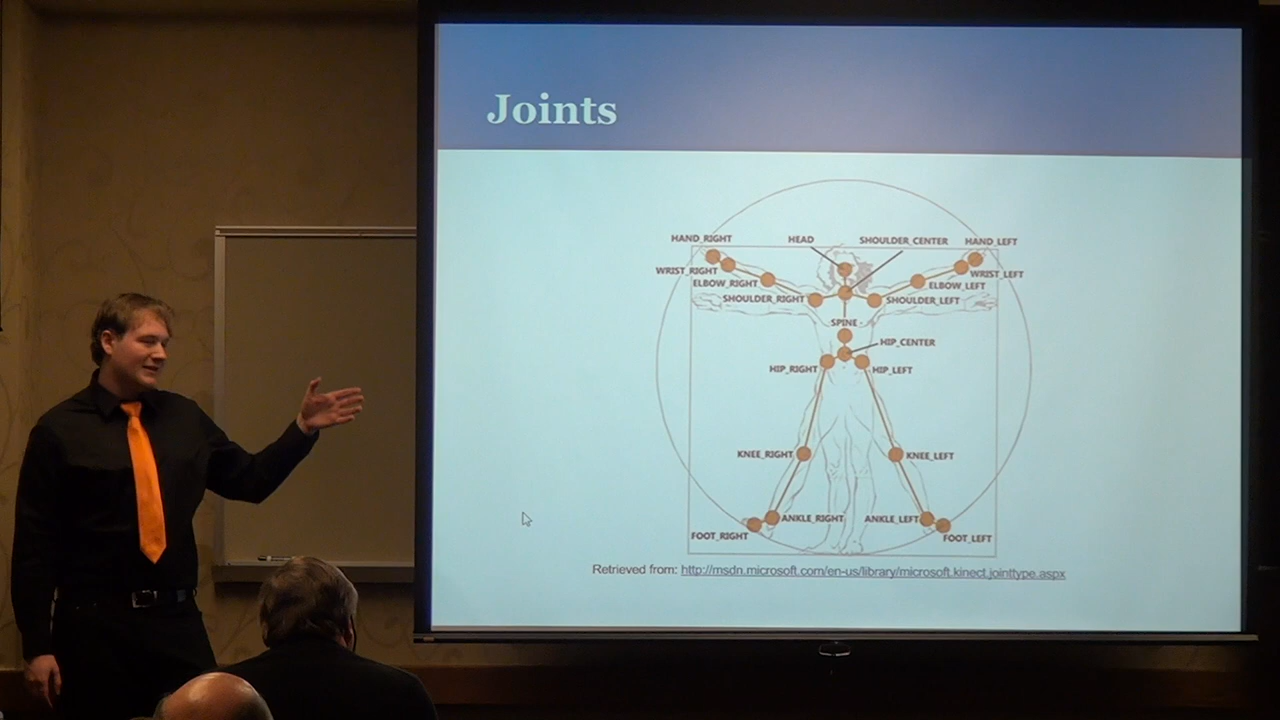 Joints
HAND_RIGHT
HEAD
SHOULDER_CENTER
HAND_LEFT
WRIST_RIGHT
WRIST_LEFT
ELBOW_RIGHT
ELBOW_LEFT
SHOULDER_RIGHT
SHOULDER_LEFT
SPINE
HIP_CENTER
HIP_RIGHT
HIP_LEFT
KNEE_RIGHT
KNEE_LEFT
ANKLE_RIGHT
ANKLE_LEFT
FOOT_RIGHT
FOOT_LEFT
Retrieved from: http://msdn.microsoft.com/en-us/library/microsoft.kinect.jointtype.aspx